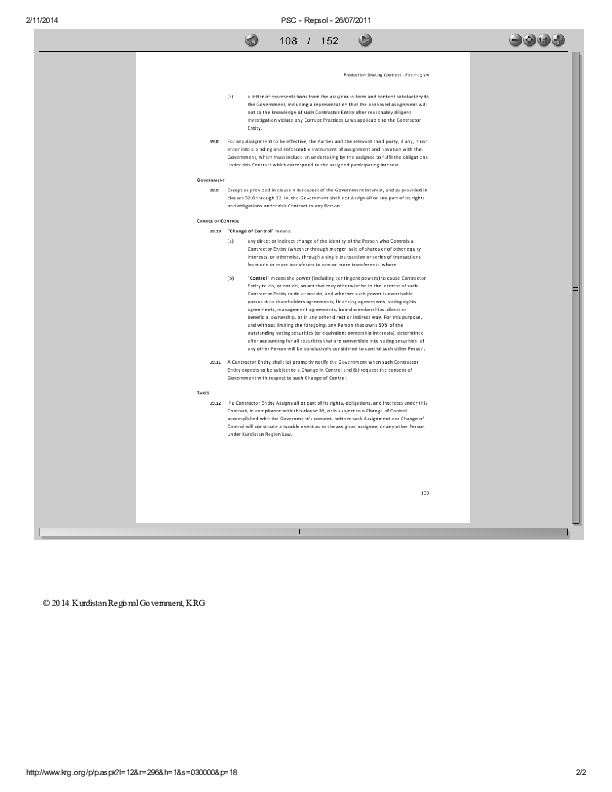 2/11/2014
PSC - Repsol - 26/07/2011
108 / 152
Production Sharing Contract -
a letter of representations from the assignee in form and content satisfactory to
the Government, including a representation that the proposed assignment will
not to the knowledge of such Contractor Entity after reasonably diligent
investigation violate any Corrupt Practices Laws applicable to the Contractor
Entity.
For any Assignment to be effective, the Parties and the relevant third party, if any, must
enter into a binding and enforceable instrument of assignment and novation with the
Government, which must include an undertaking by the assignee to fulfil the obligations
under this Contract which correspond to the assigned participating interest.
GOVERNMENT
39.9 Except as provided in clause 4 in respect of the Government Interest, and as provided in
clauses 32.6 through 32.14, the Government shall not Assign all or any part of its rights
and obligations under this Contract to any Person.
CHANGE OF CONTROL
39.10 "Change of Control" means
(a) any direct or indirect change of the identity of the Person who Controls a
Contractor Entity (whether through merger, sale of shares or of other equity
interests, or otherwise, through a single transaction or series of transactions,
from one or more transferors to one or more transferees), where
(b) "Control" means the power (including contingent powers) to cause Contractor
Entity to do, or not do, an act that may otherwise be in the interest of such
Contractor Entity to do or not do, and whether such power is exercisable
pursuant to shareholders agreements, financing agreements, voting rights
agreements, management agreements, board memberships, direct or
beneficial ownership, or in any other direct or indirect way. For this purpose,
and without limiting the foregoing, any Person that owns 50% of the
outstanding voting securities (or equivalent ownership interests), determined
after accounting for all securities that are convertible into voting securities, of
any other Person will be conclusively considered to control such other Person.
39.11 A Contractor Entity shall: (a) promptly notify the Government when such Contractor
Entity expects to be subject to a Change in Control and (b) request the consent of
Government with respect to such Change of Control.
TAXES
39.12 If a Contractor Entity Assigns all or part of its rights, obligations, and interests under this
Contract, in compliance with this clause 39, or is subject to a Change of Control
accomplished with the Government's consent, neither such Assignment nor Change of
Control will constitute a taxable event as to the assignor, assignee, or any other Person
under Kurdistan Region Law.
© 2014 Kurdistan Regional Government, KRG
http://www.krg.org/p/p.aspx?l=12&r=296&h=1&s=030000&p=18
2/2